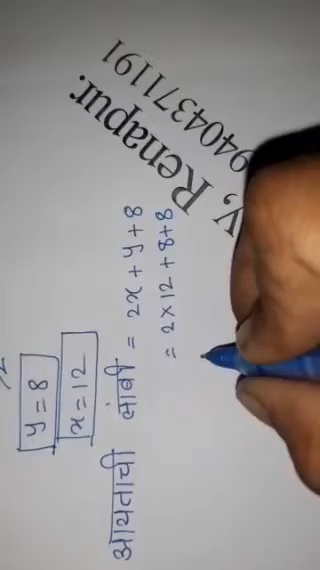 y, Renapur.
9404371191
y = 8
x = 12
आयताची लांबी = 2x + y + 8
= 2 × 12 + 8 + 8